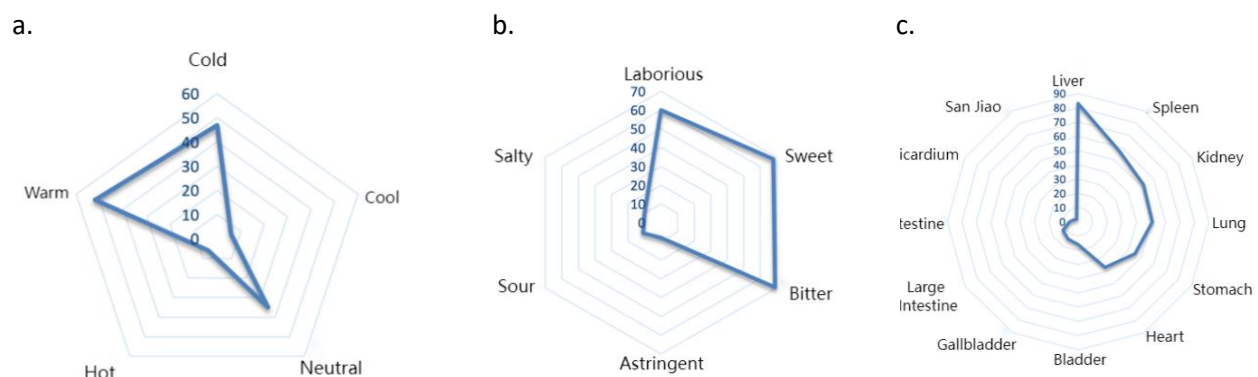 a.
b.
c.
Cold
60
50
40
30
20
10
0
Warm
Cool
Hot
Neutral
Laborious
70
60
50
40
30
20
10
0
Salty
Sweet
Sour
Bitter
Astringent
Liver
90
80
70
60
50
40
30
20
10
0
San Jiao
Spleen
icardium
Kidney
testine
Lung
Large
Intestine
Stomach
Gallbladder
Heart
Bladder